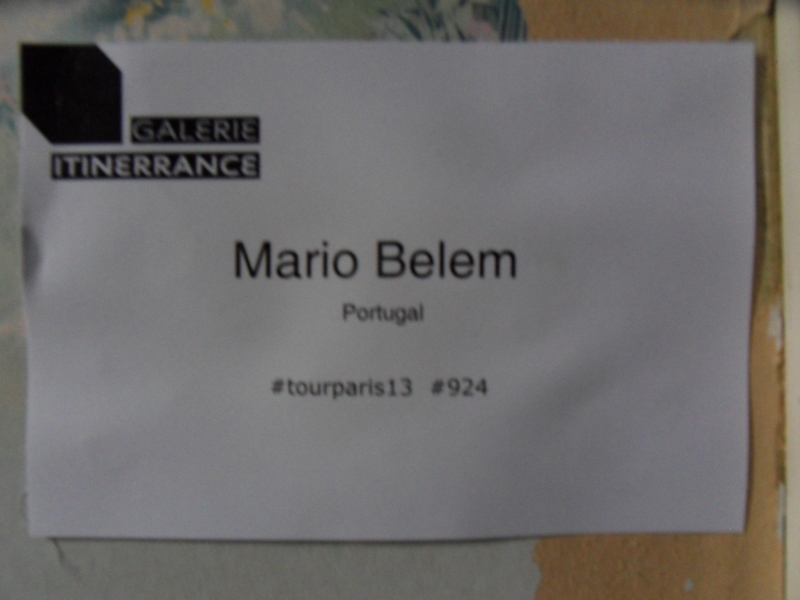 GALERIE
ITINERRANCE
Mario Belem
Portugal
#tourparis13 #924